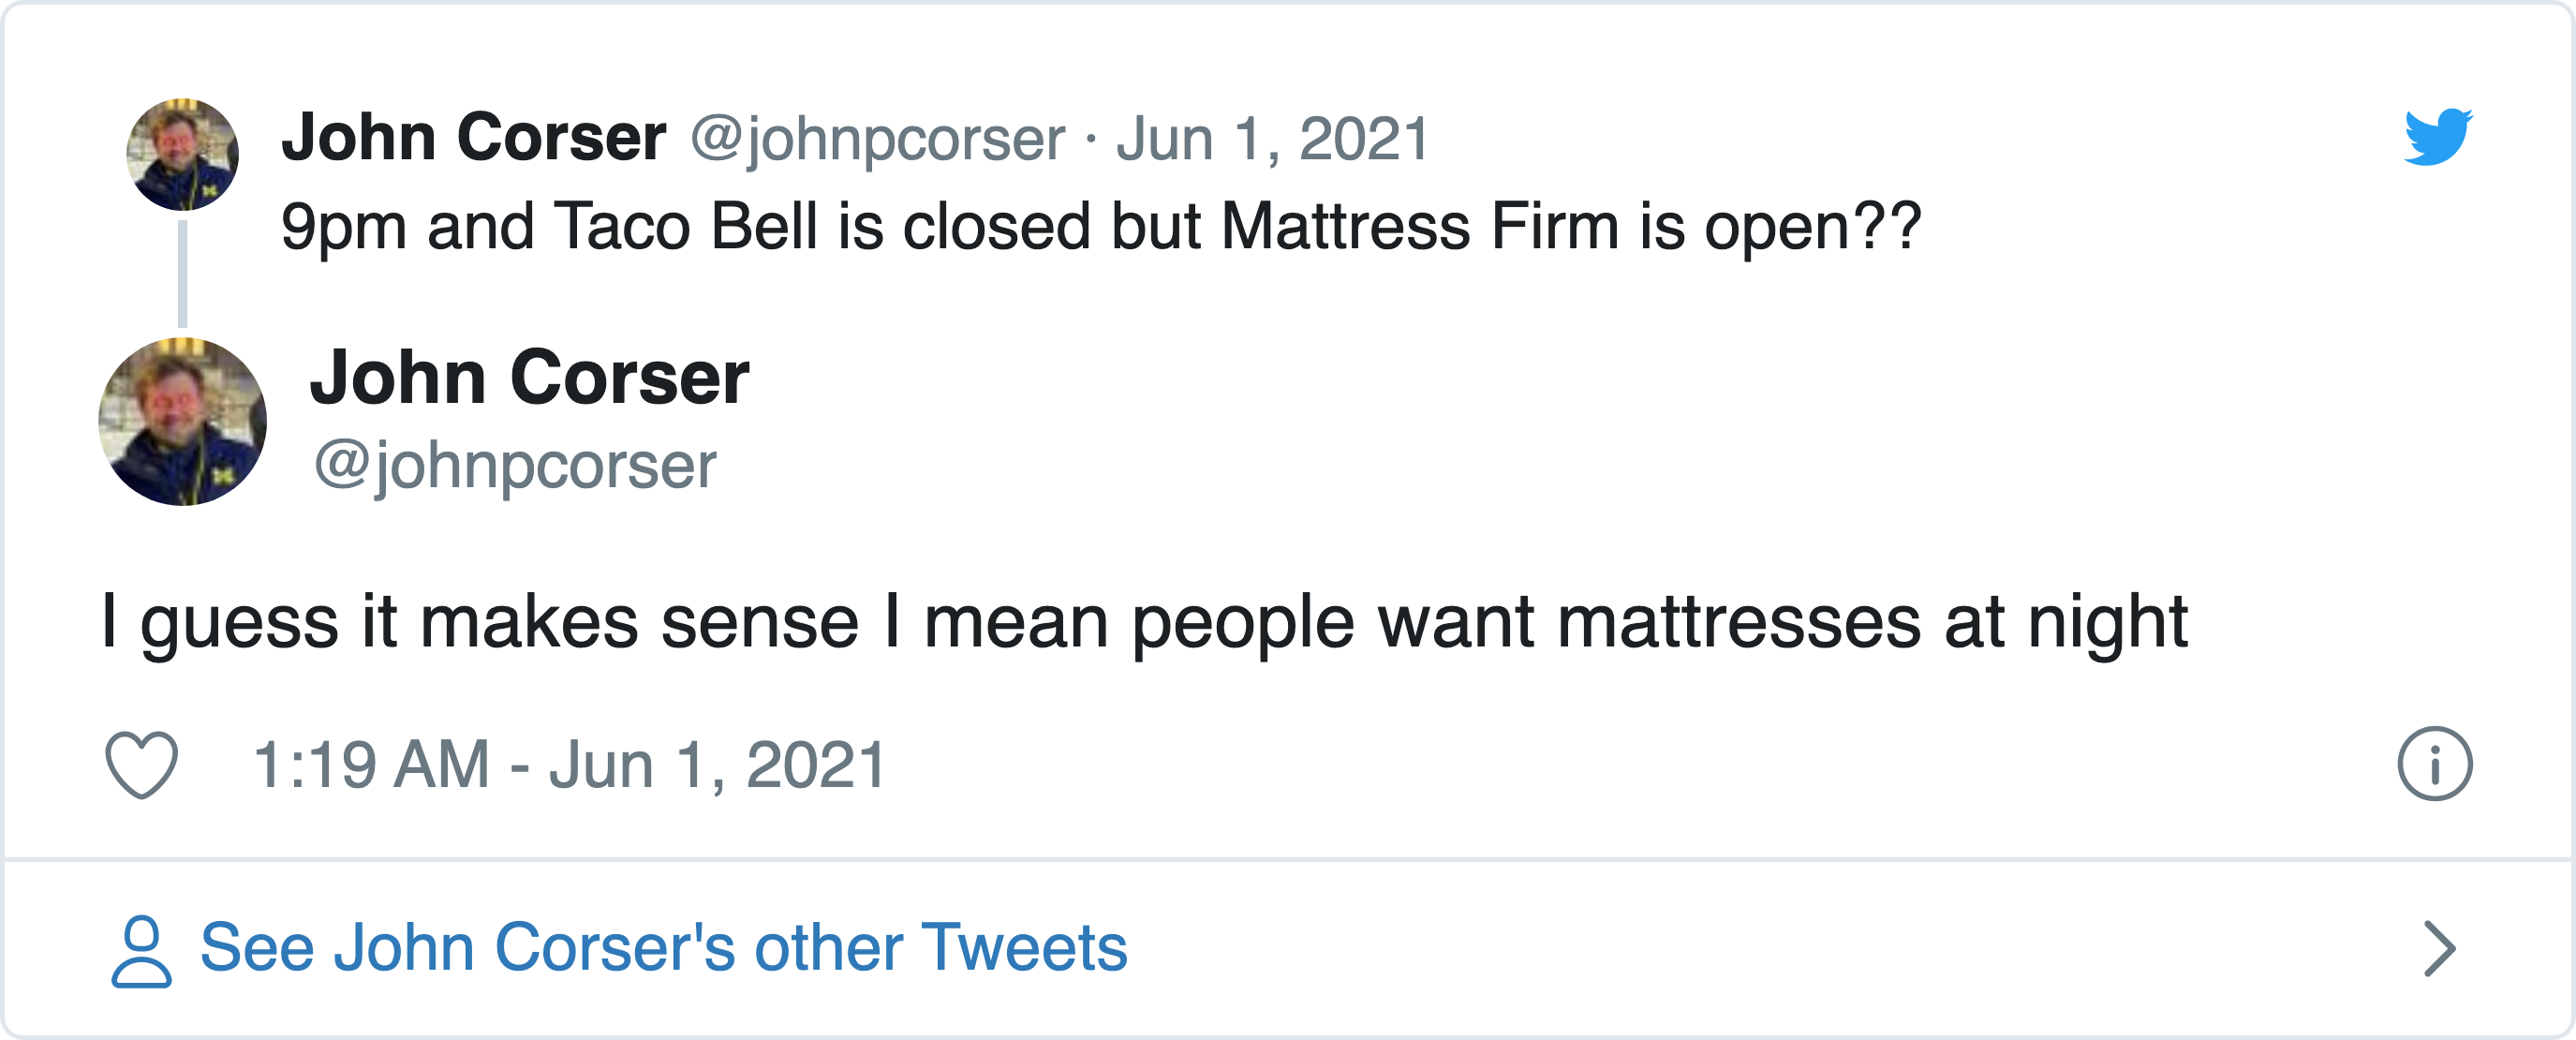 John Corser @johnpcorser · Jun 1, 2021
9pm and Taco Bell is closed but Mattress Firm is open??
John Corser
@johnpcorser
I guess it makes sense I mean people want mattresses at night
1:19 AM - Jun 1, 2021
See John Corser's other Tweets